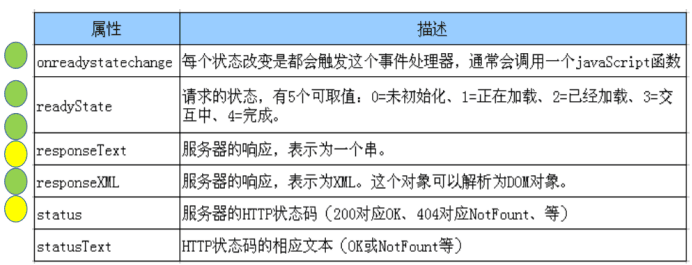 属性 描述
onreadystatechange 每个状态改变是都会触发这个事件处理器，通常会调用一个javaScript函数
readyState 请求的状态，有5个可取值：0=未初始化、1=正在加载、2=已经加载、3=交
互中、4=完成。
responseText 服务器的响应，表示为一个串。
responseXML 服务器的响应，表示为XML。这个对象可以解析为DOM对象。
status 服务器的HTTP状态码（200对应OK、404对应NotFount、等）
statusText HTTP状态码的相应文本（OK或NotFount等）